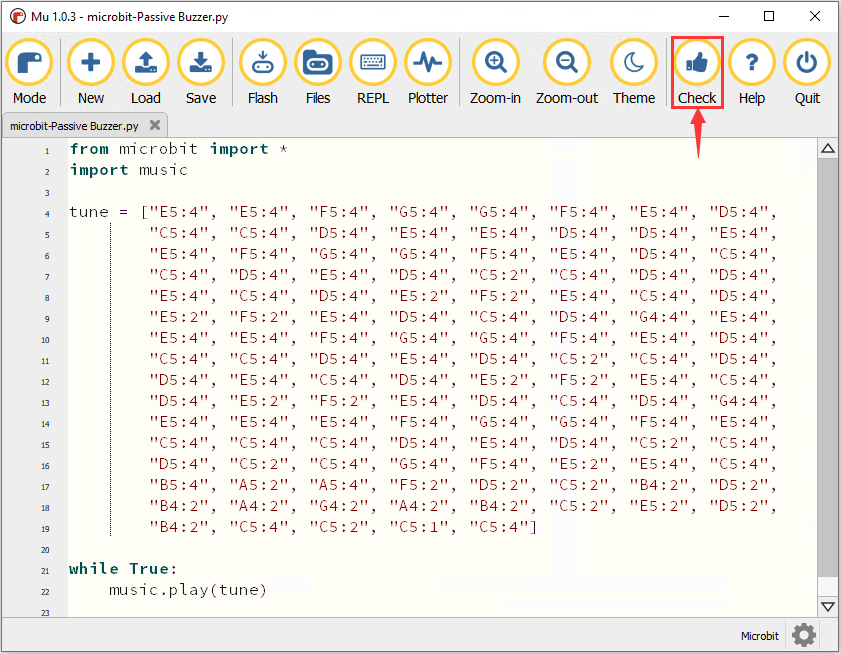 Mu 1.0.3 - microbit-Passive Buzzer.py
Mode New Load Save Flash Files REPL Plotter Zoom-in Zoom-out Theme Check Help Quit
microbit-Passive Buzzer.py
1 from microbit import *
2 import music
3
4 tune = ["E5:4", "E5:4", "F5:4", "G5:4", "G5:4", "F5:4", "E5:4", "D5:4",
5 "C5:4", "C5:4", "D5:4", "E5:4", "E5:4", "D5:4", "D5:4", "E5:4",
6 "E5:4", "F5:4", "G5:4", "G5:4", "F5:4", "E5:4", "D5:4", "C5:4",
7 "C5:4", "D5:4", "E5:4", "D5:4", "C5:2", "C5:4", "D5:4", "D5:4",
8 "E5:4", "C5:4", "D5:4", "E5:2", "F5:2", "E5:4", "C5:4", "D5:4",
9 "E5:2", "F5:2", "E5:4", "D5:4", "C5:4", "D5:4", "G4:4", "E5:4",
10 "E5:4", "E5:4", "F5:4", "G5:4", "G5:4", "F5:4", "E5:4", "D5:4",
11 "C5:4", "C5:4", "D5:4", "E5:4", "D5:4", "C5:2", "C5:4", "D5:4",
12 "D5:4", "E5:4", "C5:4", "D5:4", "E5:2", "F5:2", "E5:4", "C5:4",
13 "D5:4", "E5:2", "F5:2", "E5:4", "D5:4", "C5:4", "D5:4", "G4:4",
14 "E5:4", "E5:4", "E5:4", "F5:4", "G5:4", "G5:4", "F5:4", "E5:4",
15 "C5:4", "C5:4", "C5:4", "D5:4", "E5:4", "D5:4", "C5:2", "C5:4",
16 "D5:4", "C5:2", "C5:4", "G5:4", "F5:4", "E5:2", "E5:4", "C5:4",
17 "B5:4", "A5:2", "A5:4", "F5:2", "D5:2", "C5:2", "B4:2", "D5:2",
18 "B4:2", "A4:2", "G4:2", "A4:2", "B4:2", "C5:2", "E5:2", "D5:2",
19 "B4:2", "C5:4", "C5:2", "C5:1", "C5:4"]
20
21 while True:
22 music.play(tune)
23
Microbit